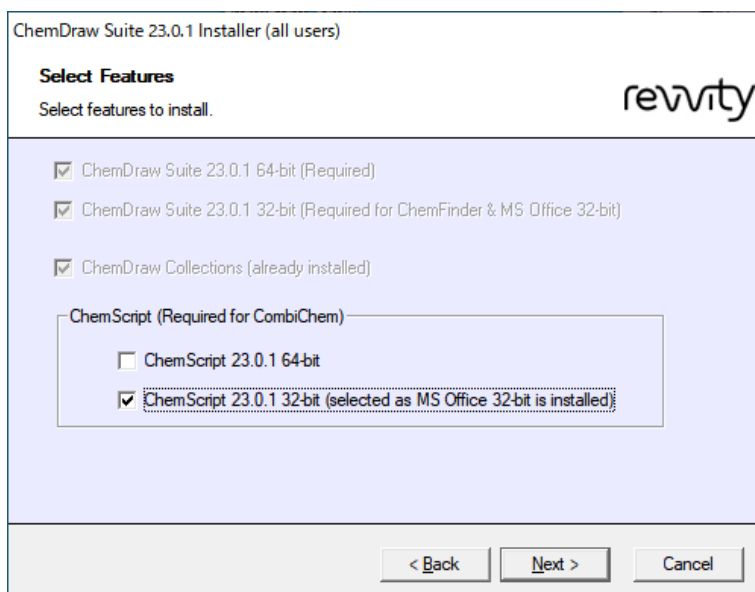 ChemDraw Suite 23.0.1 Installer (all users)
Select Features
Select features to install.
revvity
ChemDraw Suite 23.0.1 64-bit (Required)
ChemDraw Suite 23.0.1 32-bit (Required for ChemFinder & MS Office 32-bit)
ChemDraw Collections (already installed)
ChemScript (Required for CombiChem)
ChemScript 23.0.1 64-bit
ChemScript 23.0.1 32-bit (selected as MS Office 32-bit is installed)
< Back
Next >
Cancel